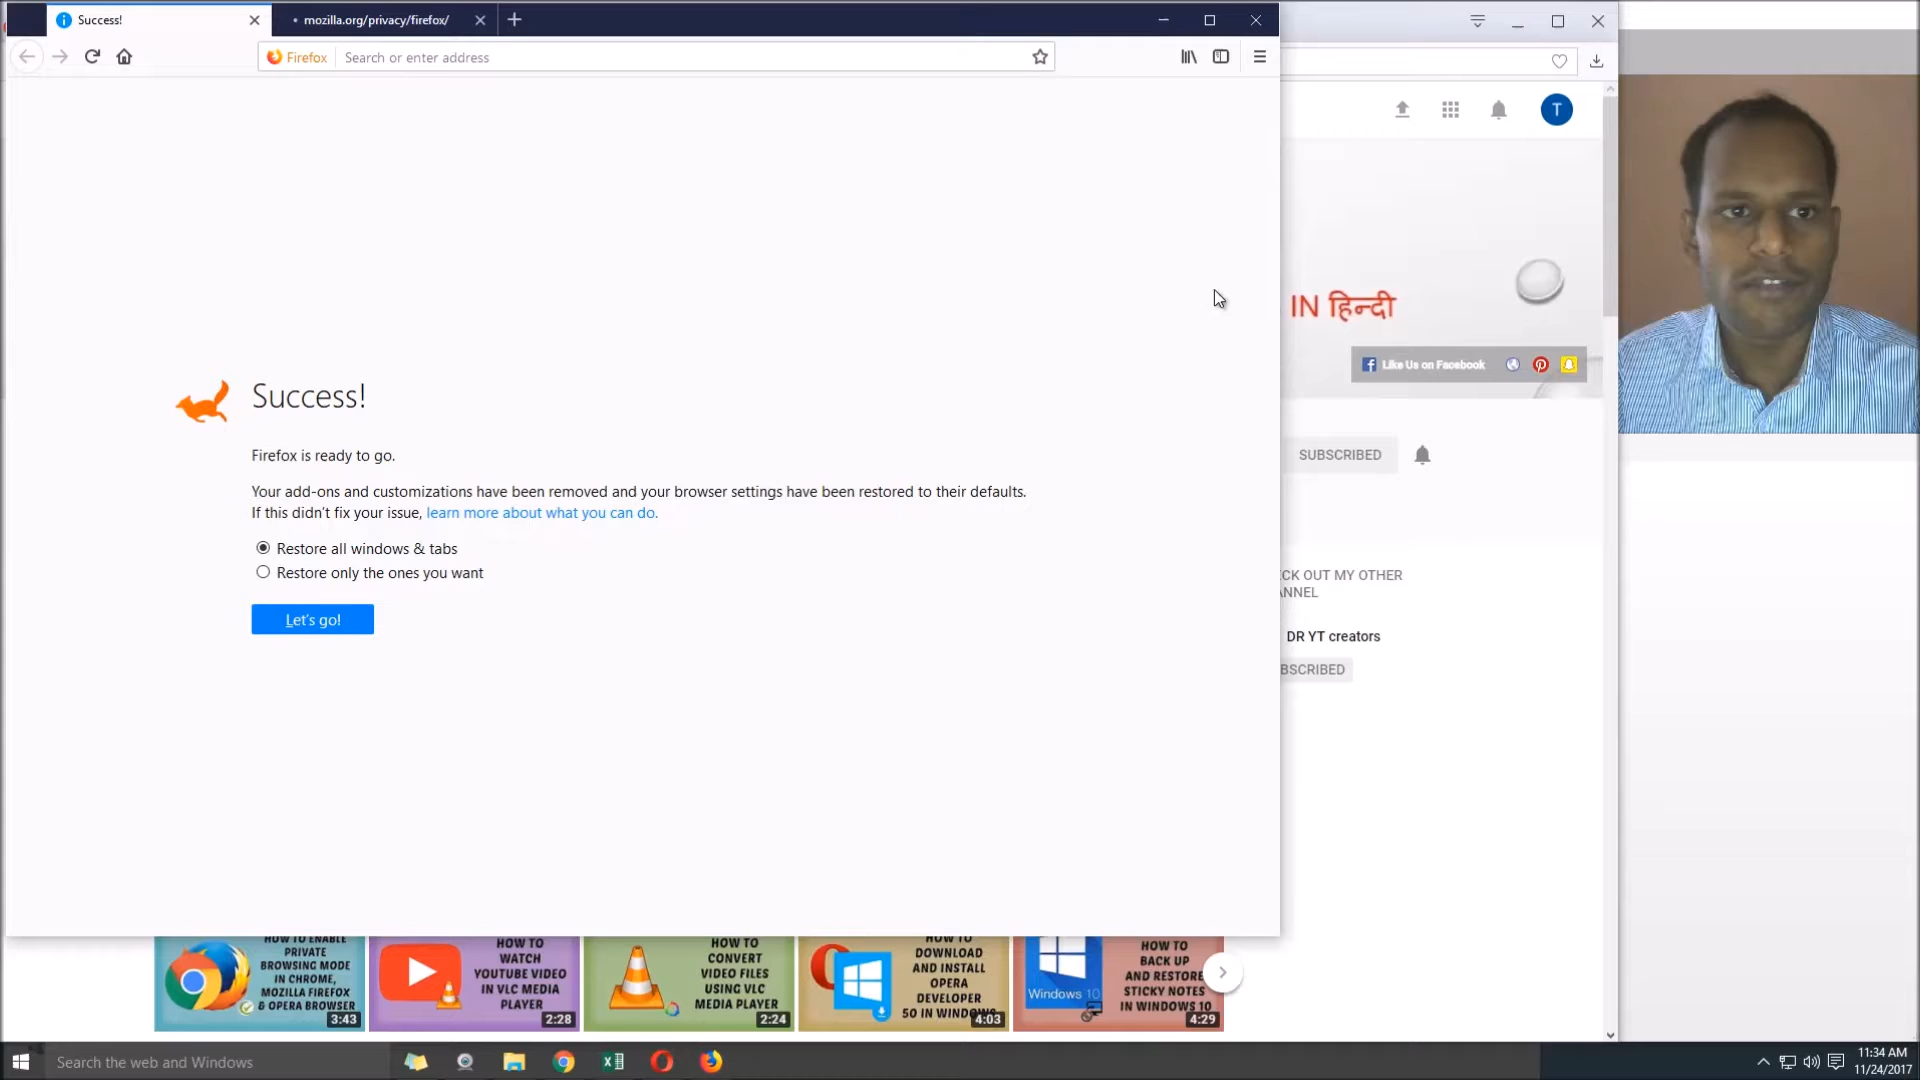 Success!
mozilla.org/privacy/firefox/
Firefox
Search or enter address
T
IN हिन्दी
Like Us on Facebook
Success!
Firefox is ready to go.
Your add-ons and customizations have been removed and your browser settings have been restored to their defaults.
If this didn't fix your issue, learn more about what you can do.
Restore all windows & tabs
Restore only the ones you want
Let's go!
SUBSCRIBED
CK OUT MY OTHER
ANNEL
DR YT creators
BSCRIBED
HOW TO ENABLE
PRIVATE
BROWSING MODE
IN CHROME,
MOZILLA FIREFOX
& OPERA BROWSER
3:43
HOW TO
WATCH
YOUTUBE VIDEO
IN VLC MEDIA
PLAYER
2:28
HOW TO
CONVERT
VIDEO FILES
USING VLC
MEDIA PLAYER
2:24
HOW TO
DOWNLOAD
AND INSTALL
OPERA
DEVELOPER
50 IN WINDOWS
4:03
Windows 10
HOW TO
BACK UP
AND RESTORE
STICKY NOTES
IN WINDOWS 10
4:29
Search the web and Windows
11:34 AM
11/24/2017